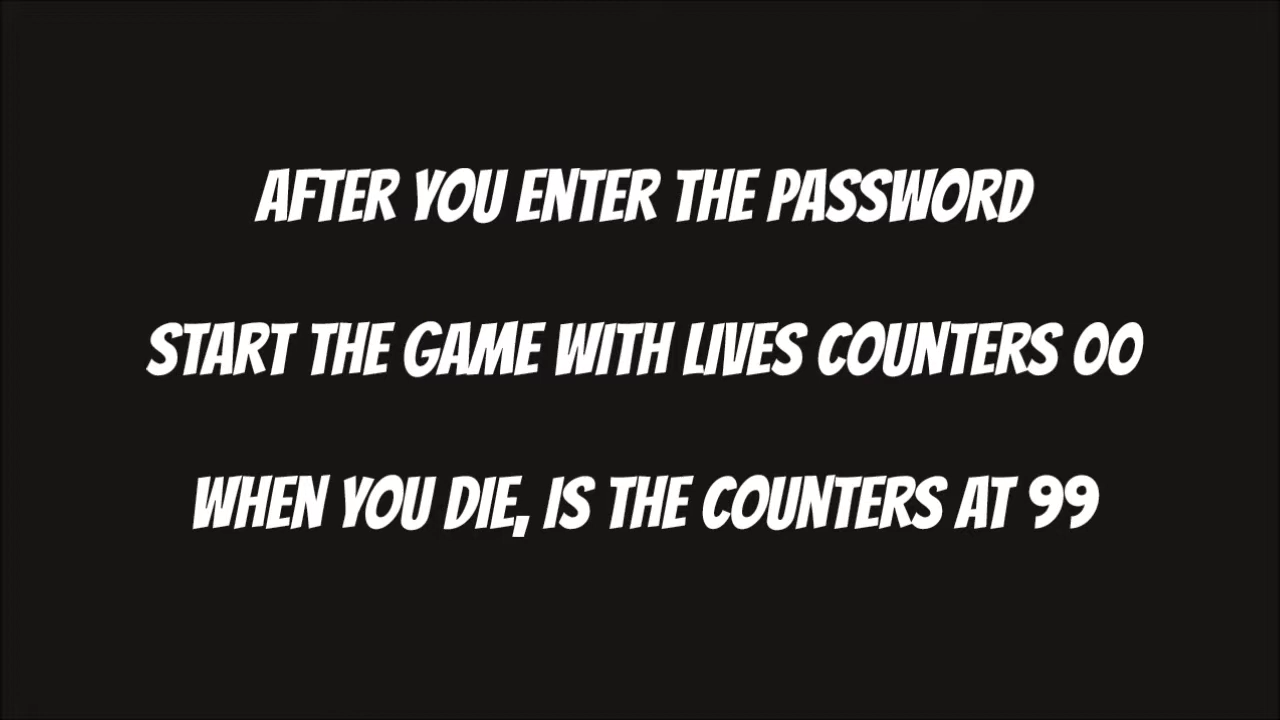 AFTER YOU ENTER THE PASSWORD
START THE GAME WITH LIVES COUNTERS 00
WHEN YOU DIE, IS THE COUNTERS AT 99